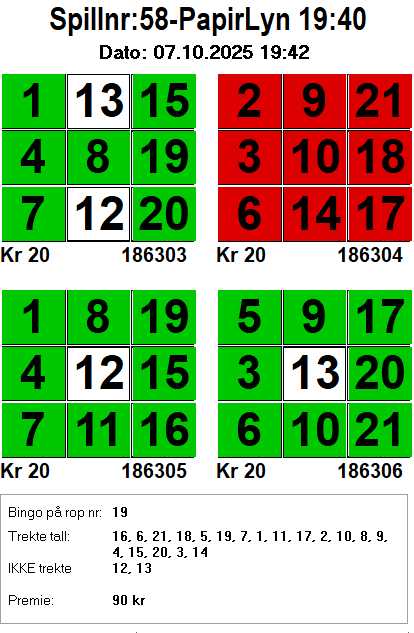 Spillnr:58-PapirLyn 19:40
Dato: 07.10.2025 19:42
1 13 15 2 9 21
4 8 19 3 10 18
7 12 20 6 14 17
Kr 20 186303 Kr 20 186304
1 8 19 5 9 17
4 12 15 3 13 20
7 11 16 6 10 21
Kr 20 186305 Kr 20 186306
Bingo på rop nr: 19
Trekte tall: 16, 6, 21, 18, 5, 19, 7, 1, 11, 17, 2, 10, 8, 9,
4, 15, 20, 3, 14
IKKE trekte 12, 13
Premie: 90 kr